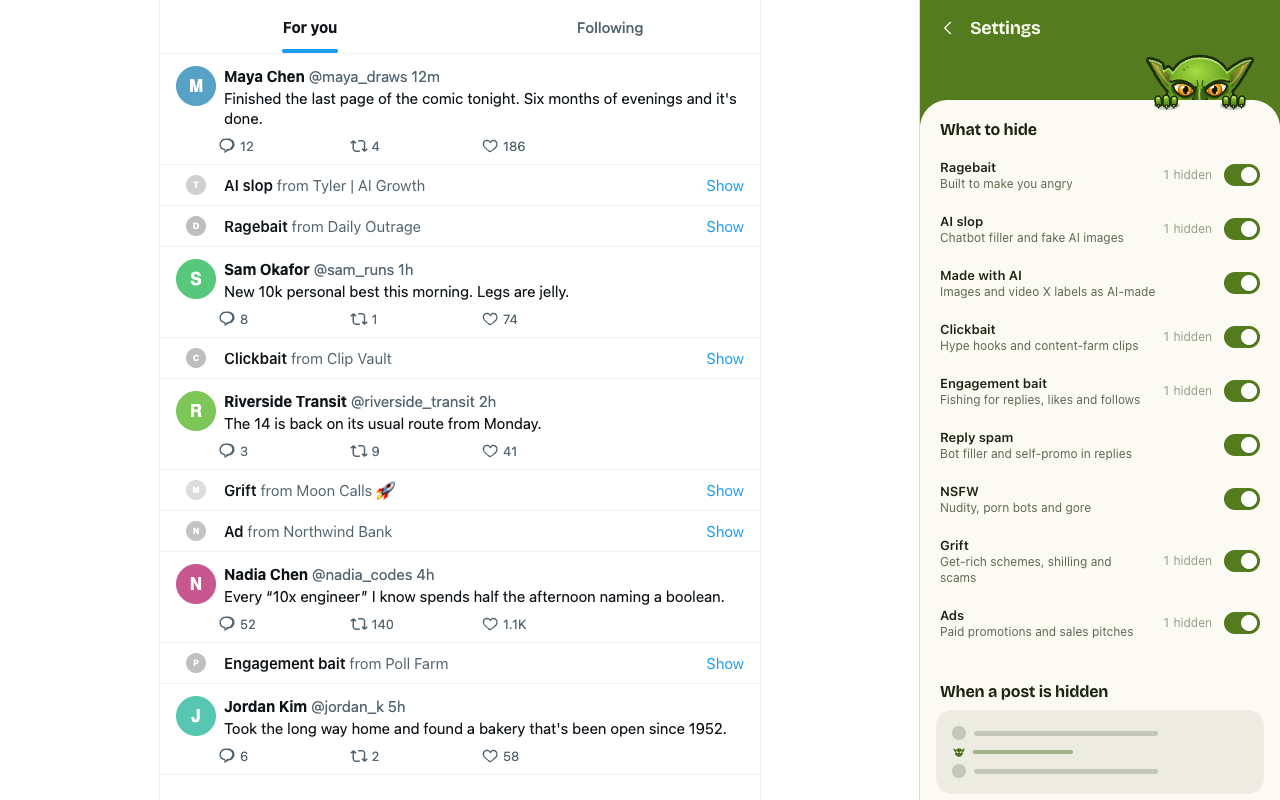 For you
Following
M
Maya Chen @maya_draws 12m
Finished the last page of the comic tonight. Six months of evenings and it's
done.
12
4
186
T
AI slop from Tyler | AI Growth
Show
D
Ragebait from Daily Outrage
Show
S
Sam Okafor @sam_runs 1h
New 10k personal best this morning. Legs are jelly.
8
1
74
C
Clickbait from Clip Vault
Show
R
Riverside Transit @riverside_transit 2h
The 14 is back on its usual route from Monday.
3
9
41
M
Grift from Moon Calls 🚀
Show
N
Ad from Northwind Bank
Show
N
Nadia Chen @nadia_codes 4h
Every “10x engineer” I know spends half the afternoon naming a boolean.
52
140
1.1K
P
Engagement bait from Poll Farm
Show
J
Jordan Kim @jordan_k 5h
Took the long way home and found a bakery that's been open since 1952.
6
2
58
Settings
What to hide
Ragebait
Built to make you angry
1 hidden
AI slop
Chatbot filler and fake AI images
1 hidden
Made with AI
Images and video X labels as AI-made
Clickbait
Hype hooks and content-farm clips
1 hidden
Engagement bait
Fishing for replies, likes and follows
1 hidden
Reply spam
Bot filler and self-promo in replies
NSFW
Nudity, porn bots and gore
Grift
Get-rich schemes, shilling and
scams
1 hidden
Ads
Paid promotions and sales pitches
1 hidden
When a post is hidden